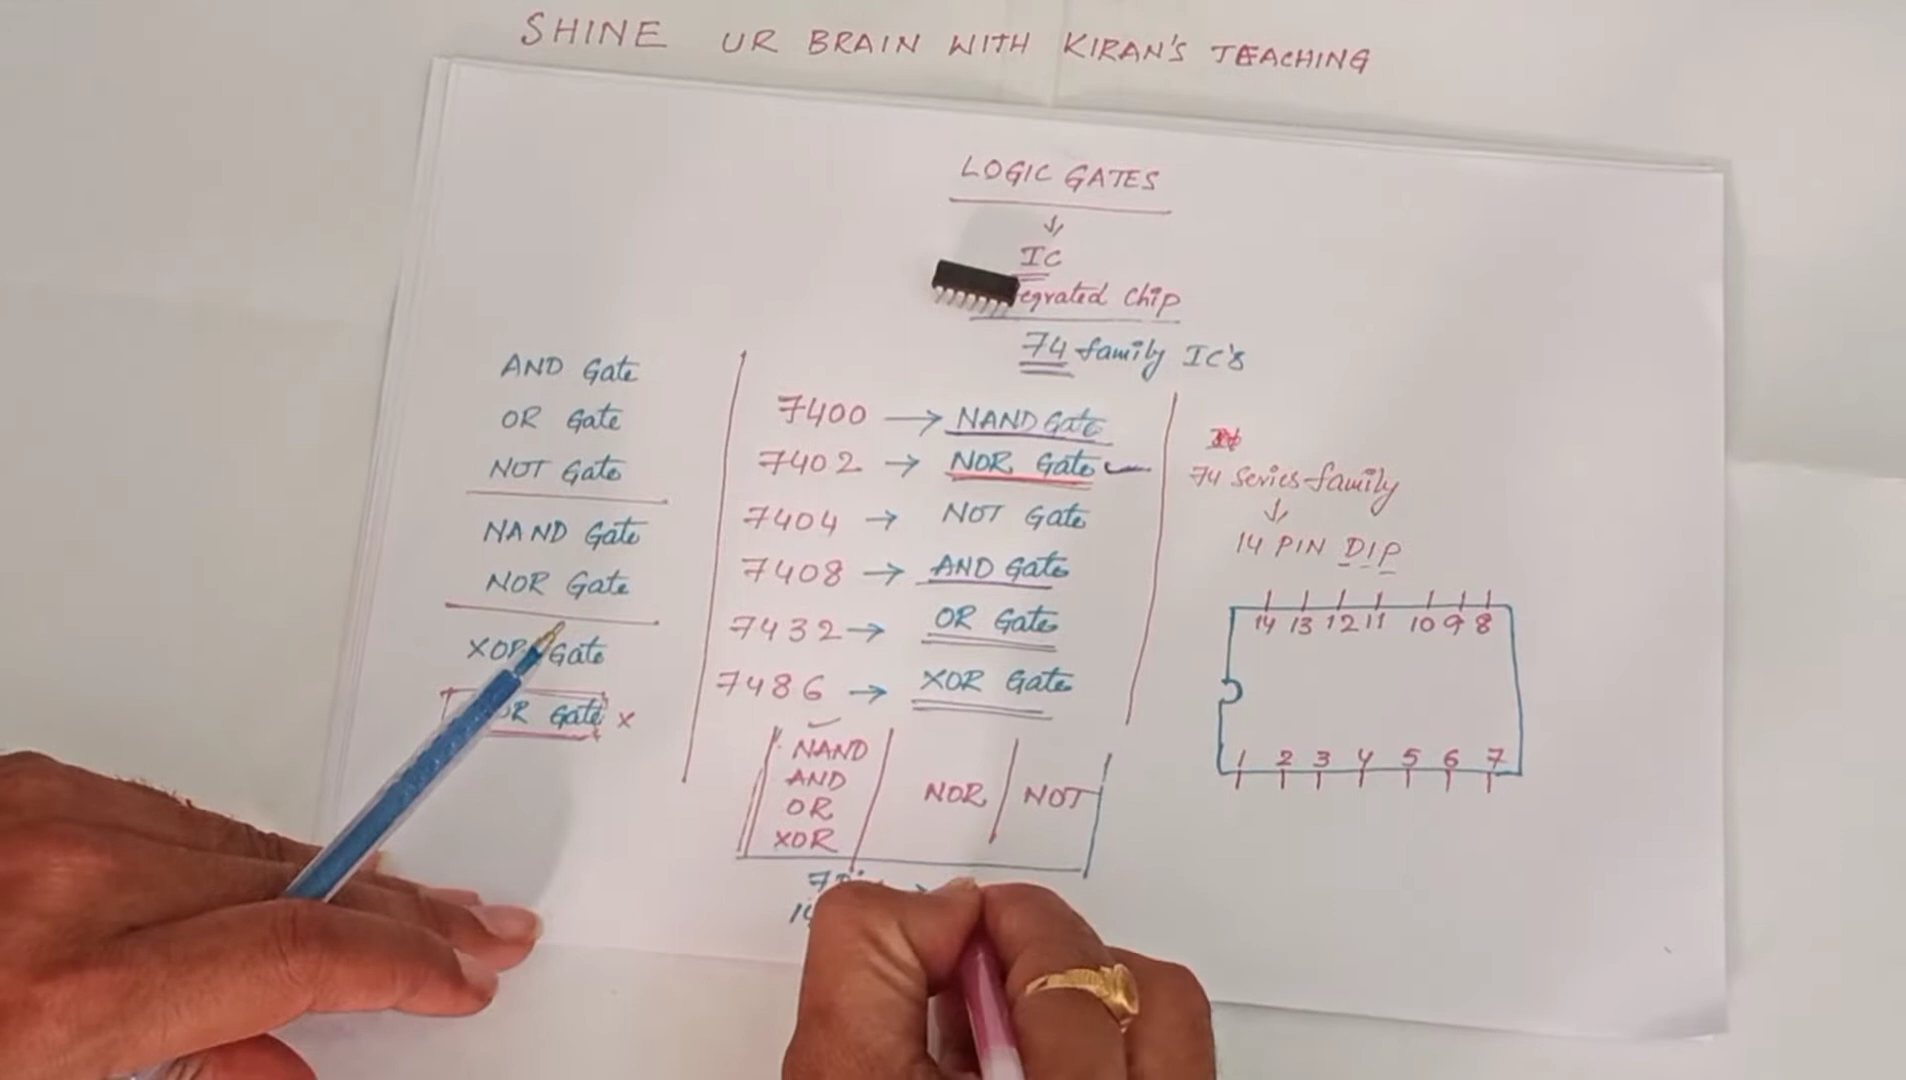 SHINE UR BRAIN WITH KIRAN'S TEACHING
LOGIC GATES
IC
egrated Chip
74 family IC's
AND Gate
OR Gate
NOT Gate
NAND Gate
NOR Gate
XOR Gate
OR Gate x
7400 → NAND Gate
7402 → NOR Gate
7404 → NOT Gate
7408 → AND Gate
7432 → OR Gate
7486 → XOR Gate
NAND
AND
OR
XOR
NOR
NOT
74 Series family
14 PIN DIP
14 13 12 11 10 9 8
1 2 3 4 5 6 7